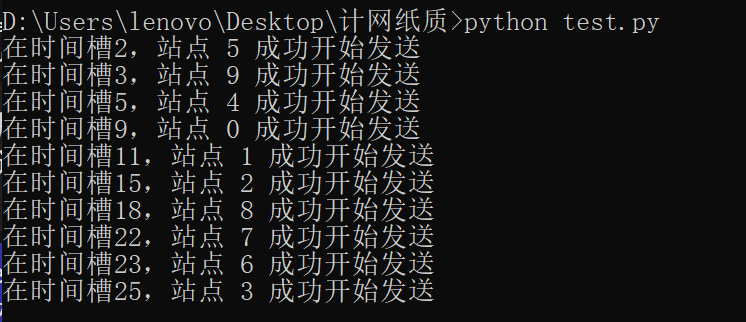 D:\Users\lenovo\Desktop\计网纸质>python test.py
在时间槽2，站点 5 成功开始发送
在时间槽3，站点 9 成功开始发送
在时间槽5，站点 4 成功开始发送
在时间槽9，站点 0 成功开始发送
在时间槽11，站点 1 成功开始发送
在时间槽15，站点 2 成功开始发送
在时间槽18，站点 8 成功开始发送
在时间槽22，站点 7 成功开始发送
在时间槽23，站点 6 成功开始发送
在时间槽25，站点 3 成功开始发送